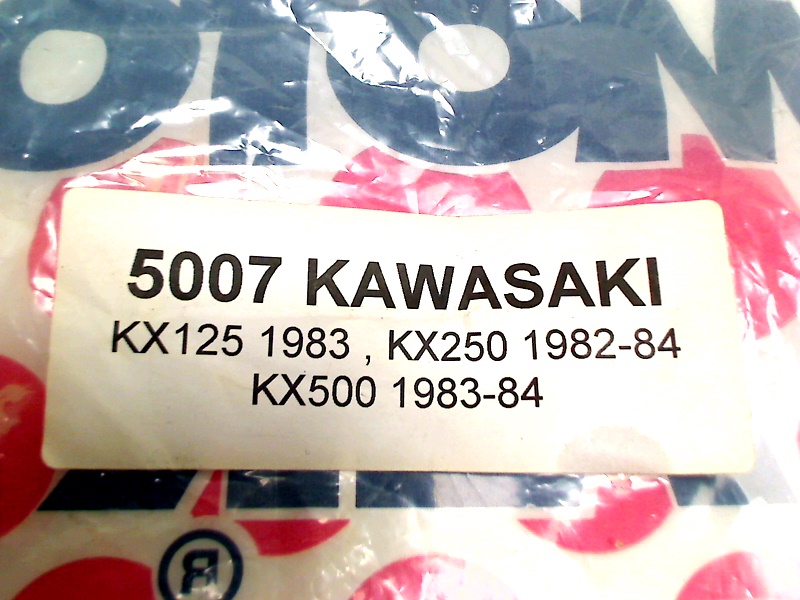 5007 KAWASAKI
KX125 1983 , KX250 1982-84
KX500 1983-84
®